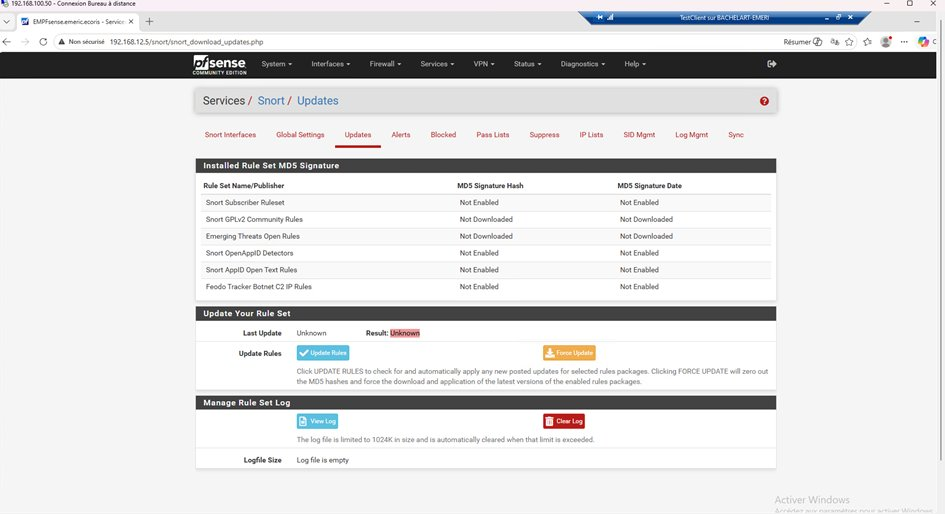 192.168.100.50 - Connexion Bureau à distance
EMPFsense.emeric.ecoris - Service
TestClient sur BACHELART-EMERI
Non sécurisé 192.168.12.5/snort/snort_download_updates.php
Résumer
pfsense
COMMUNITY EDITION
System Interfaces Firewall Services VPN Status Diagnostics Help
Services / Snort / Updates
Snort Interfaces Global Settings Updates Alerts Blocked Pass Lists Suppress IP Lists SID Mgmt Log Mgmt Sync
Installed Rule Set MD5 Signature
Rule Set Name/Publisher MD5 Signature Hash MD5 Signature Date
Snort Subscriber Ruleset Not Enabled Not Enabled
Snort GPLv2 Community Rules Not Downloaded Not Downloaded
Emerging Threats Open Rules Not Downloaded Not Downloaded
Snort OpenAppID Detectors Not Enabled Not Enabled
Snort AppID Open Text Rules Not Enabled Not Enabled
Feodo Tracker Botnet C2 IP Rules Not Enabled Not Enabled
Update Your Rule Set
Last Update Unknown Result: Unknown
Update Rules Update Rules Force Update
Click UPDATE RULES to check for and automatically apply any new posted updates for selected rules packages. Clicking FORCE UPDATE will zero out
the MD5 hashes and force the download and application of the latest versions of the enabled rules packages.
Manage Rule Set Log
View Log Clear Log
The log file is limited to 1024K in size and is automatically cleared when that limit is exceeded.
Logfile Size Log file is empty
Activer Windows
Accédez aux paramètres pour activer Windows.